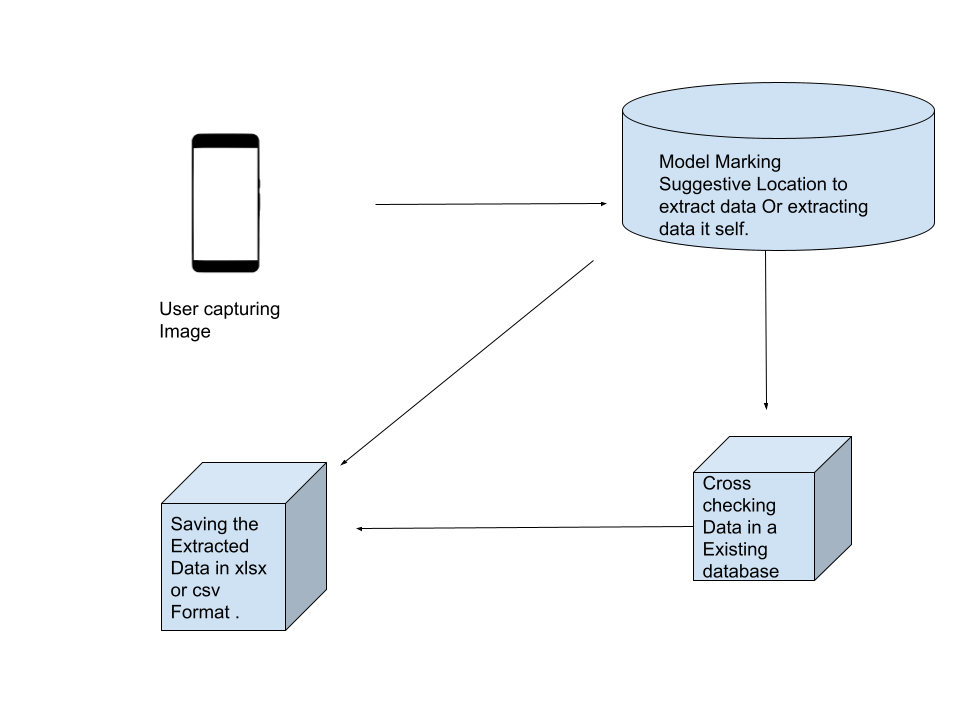 Model Marking
Suggestive Location to
extract data Or extracting
data it self.
User capturing
Image
Cross
checking
Data in a
Existing
database
Saving the
Extracted
Data in xlsx
or csv
Format .